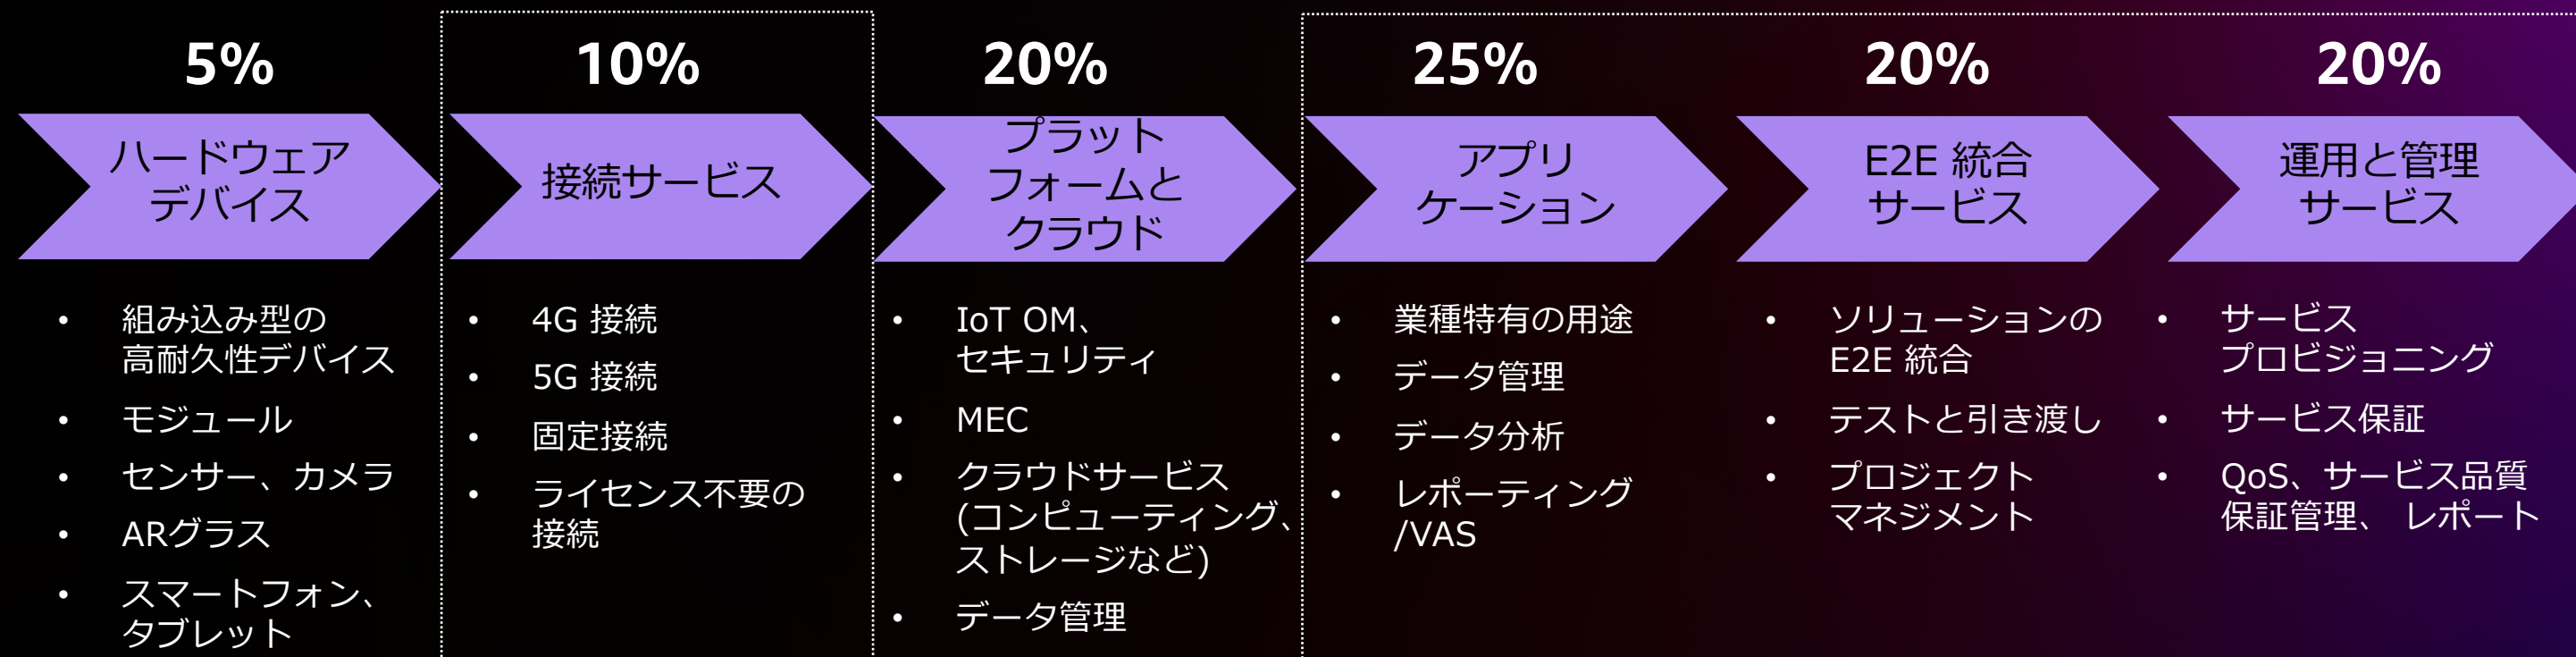 5%
ハードウェア
デバイス
• 組み込み型の
高耐久性デバイス
• モジュール
• センサー、カメラ
• ARグラス
• スマートフォン、
タブレット
10%
接続サービス
• 4G 接続
• 5G 接続
• 固定接続
• ライセンス不要の
接続
20%
プラット
フォームと
クラウド
• IoT OM、
セキュリティ
• MEC
• クラウドサービス
(コンピューティング、
ストレージなど)
• データ管理
25%
アプリ
ケーション
• 業種特有の用途
• データ管理
• データ分析
• レポーティング
/VAS
20%
E2E 統合
サービス
• ソリューションの
E2E 統合
• テストと引き渡し
• プロジェクト
マネジメント
20%
運用と管理
サービス
• サービス
プロビジョニング
• サービス保証
• QoS、サービス品質
保証管理、 レポート